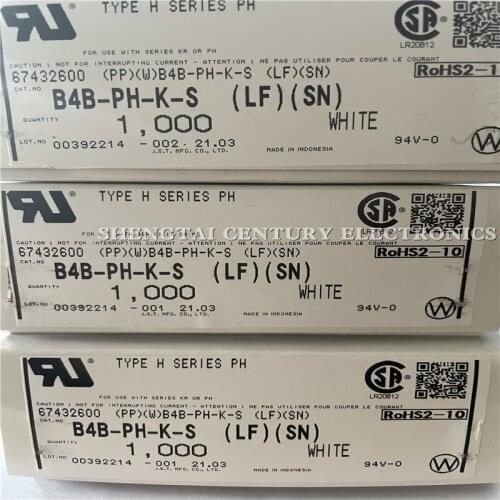 TYPE H SERIES PH
LR20812
FOR USE WITH SERIES KR OR PH
CAUTION : NOT FOR INTERRUPTING CURRENT - ATTENTION : NE PAS UTILISER POUR COUPER LE COURANT
67432600 (PP)(W)B4B-PH-K-S (LF)(SN) RoHS2-1
CAT.NO B4B-PH-K-S (LF)(SN)
QUANTITY 1,000 WHITE
LOT.NO 00392214 -002 21.03 94V-0
J.S.T. MFG. CO., LTD. MADE IN INDONESIA
TYPE H SERIES PH
SHENGHAI CENTURY ELECTRONICS
CAUTION : NOT FOR INTERRUPTING CURRENT - ATTENTION : NE PAS UTILISER POUR COUPER LE COURANT
67432600 (PP)(W)B4B-PH-K-S (LF)(SN) RoHS2-10
CAT.NO B4B-PH-K-S (LF)(SN)
QUANTITY 1,000 WHITE
LOT.NO 00392214 -001 21.03 94V-0 W
J.S.T. MFG. CO., LTD. MADE IN INDONESIA
TYPE H SERIES PH
LR20812
FOR USE WITH SERIES KR OR PH
CAUTION : NOT FOR INTERRUPTING CURRENT - ATTENTION : NE PAS UTILISER POUR COUPER LE COURANT
67432600 (PP)(W)B4B-PH-K-S (LF)(SN) RoHS2-10
CAT.NO B4B-PH-K-S (LF)(SN)
QUANTITY 1,000 WHITE
LOT.NO 00392214 -001 21.03 94V-0 W
J.S.T. MFG. CO., LTD. MADE IN INDONESIA